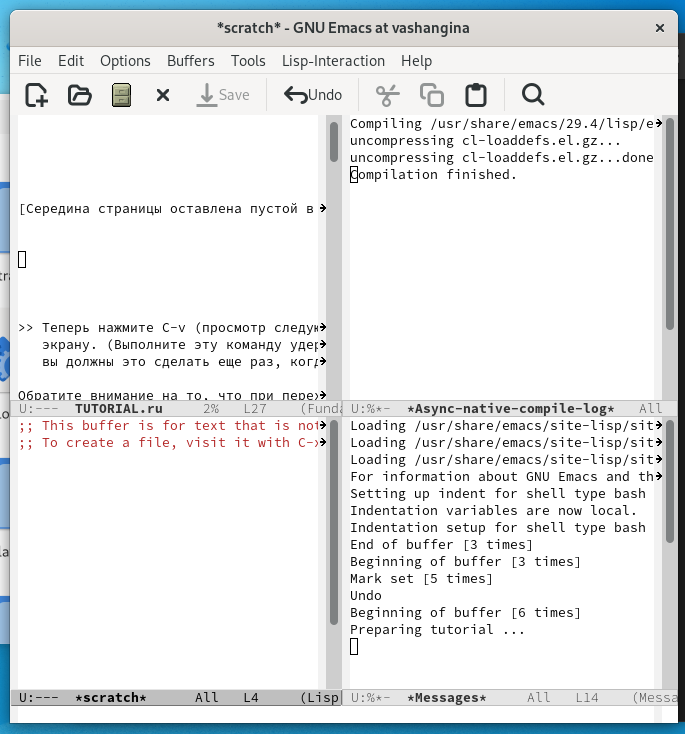 *scratch* - GNU Emacs at vashangina
File Edit Options Buffers Tools Lisp-Interaction Help
Save Undo
[Середина страницы оставлена пустой в
>> Теперь нажмите C-v (просмотр
экрану. (Выполните эту команду
вы должны это сделать еще раз,
Обратите внимание на то, что при
U:--- TUTORIAL.ru 2% L27
Compiling /usr/share/emacs/29.4/lisp/e
uncompressing cl-loaddefs.el.gz...
uncompressing cl-loaddefs.el.gz...done
Compilation finished.
U:%*- *Async-native-compile-log* All
;; This buffer is for text that is
;; To create a file, visit it with
U:--- *scratch* All L4 (Lisp
Loading /usr/share/emacs/site-lisp/sit
Loading /usr/share/emacs/site-lisp/sit
Loading /usr/share/emacs/site-lisp/sit
For information about GNU Emacs and th
Setting up indent for shell type bash
Indentation variables are now local.
Indentation setup for shell type bash
End of buffer [3 times]
Beginning of buffer [3 times]
Mark set [5 times]
Undo
Beginning of buffer [6 times]
Preparing tutorial ...
U:%*- *Messages* All L14 (Messa